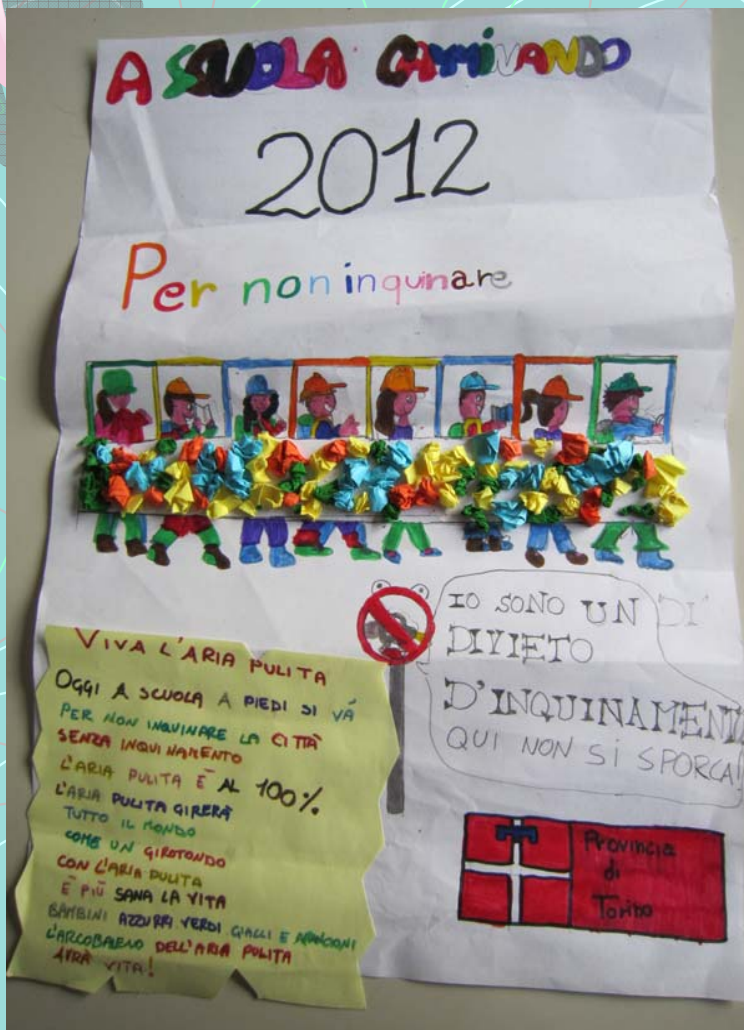 A SCUOLA CAMMINANDO
2012
Per non inquinare
VIVA L'ARIA PULITA
OGGI A SCUOLA A PIEDI SI VÁ
PER NON INQUINARE LA CITTÀ
SENZA INQUINAMENTO
L'ARIA PULITA È AL 100%
L'ARIA PULITA GIRERÀ
TUTTO IL MONDO
COME UN GIROTONDO
CON L'ARIA PULITA
È PIÙ SANA LA VITA
BAMBINI AZZURRI VERDI GIALLI E ARANCIONI
L'ARCOBALENO DELL'ARIA PULITA
AVRÀ VITA!
IO SONO UN DI'
DIVIETO
D'INQUINAMENTO
QUI NON SI SPORCA!
Provincia
di
Torino